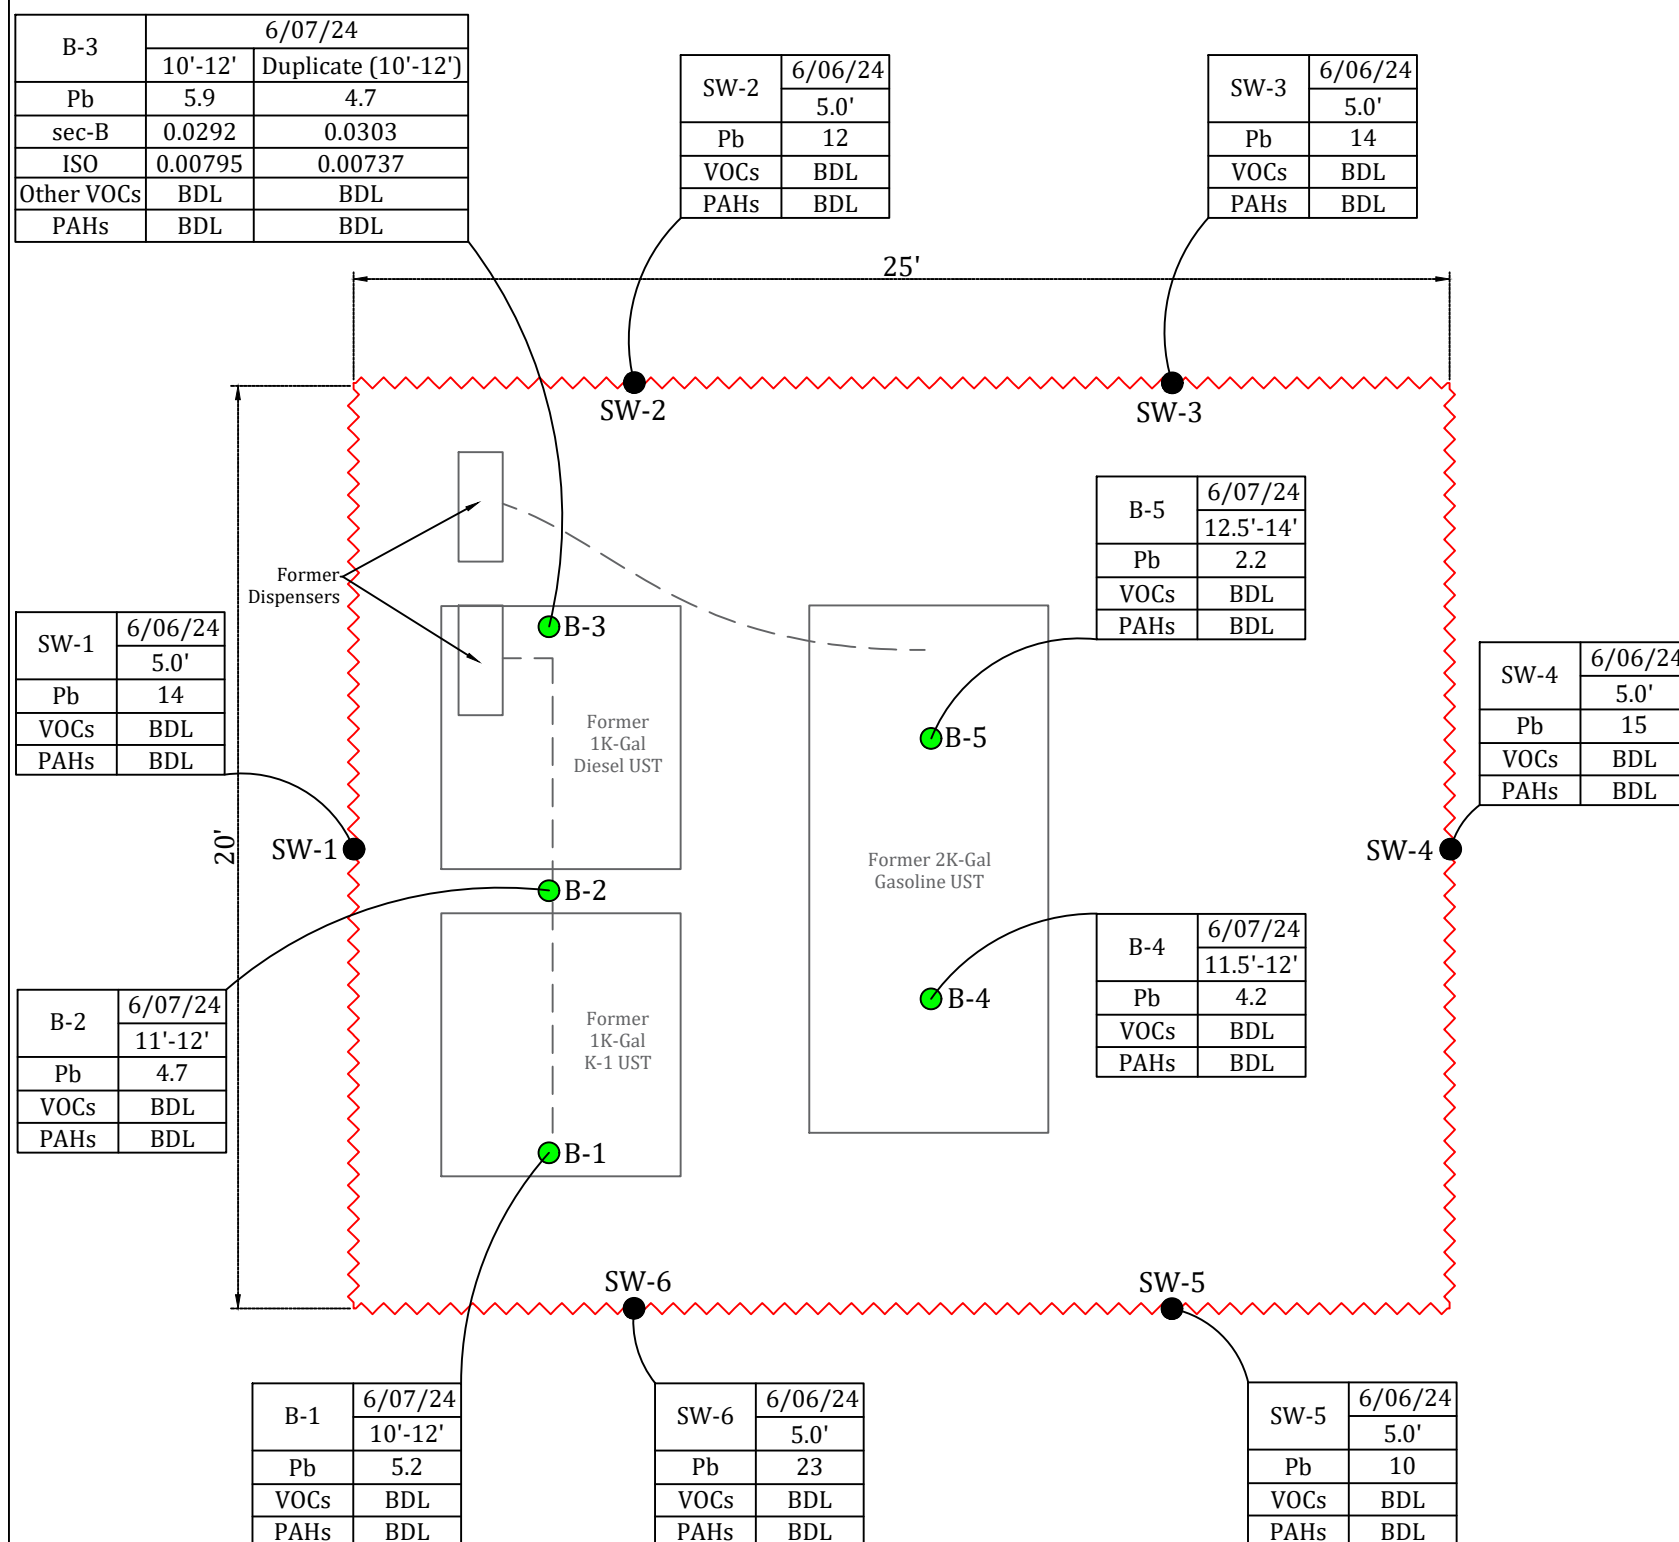 B-3 6/07/24
10'-12' Duplicate (10'-12')
Pb 5.9 4.7
sec-B 0.0292 0.0303
ISO 0.00795 0.00737
Other VOCs BDL BDL
PAHs BDL BDL
SW-2 6/06/24
5.0'
Pb 12
VOCs BDL
PAHs BDL
SW-3 6/06/24
5.0'
Pb 14
VOCs BDL
PAHs BDL
25'
SW-2
SW-3
B-5 6/07/24
12.5'-14'
Pb 2.2
VOCs BDL
PAHs BDL
Former
Dispensers
B-3
SW-1 6/06/24
5.0'
Pb 14
VOCs BDL
PAHs BDL
Former
1K-Gal
Diesel UST
B-5
SW-4 6/06/24
5.0'
Pb 15
VOCs BDL
PAHs BDL
20'
SW-1
SW-4
Former 2K-Gal
Gasoline UST
B-2
B-4 6/07/24
11.5'-12'
Pb 4.2
VOCs BDL
PAHs BDL
B-4
B-2 6/07/24
11'-12'
Pb 4.7
VOCs BDL
PAHs BDL
Former
1K-Gal
K-1 UST
B-1
SW-6
SW-5
B-1 6/07/24
10'-12'
Pb 5.2
VOCs BDL
PAHs BDL
SW-6 6/06/24
5.0'
Pb 23
VOCs BDL
PAHs BDL
SW-5 6/06/24
5.0'
Pb 10
VOCs BDL
PAHs BDL